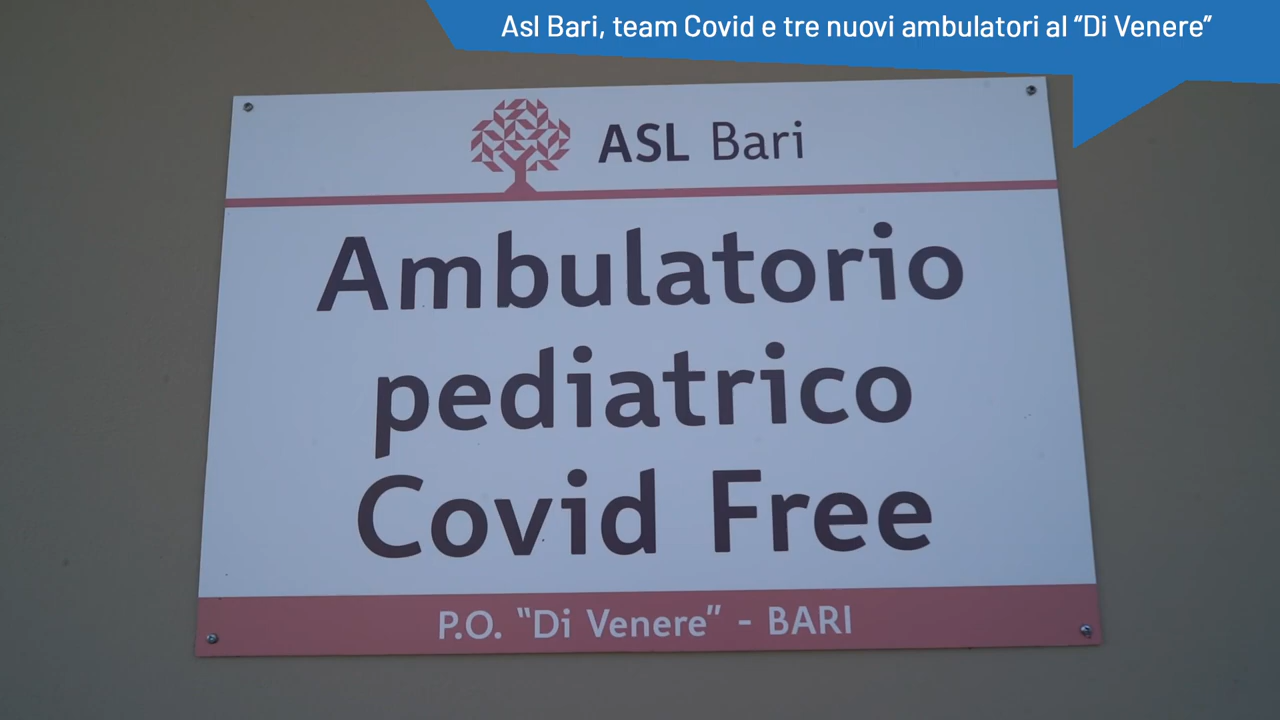 Asl Bari, team Covid e tre nuovi ambulatori al “Di Venere”
ASL Bari
Ambulatorio
pediatrico
Covid Free
P.O. “Di Venere” - BARI